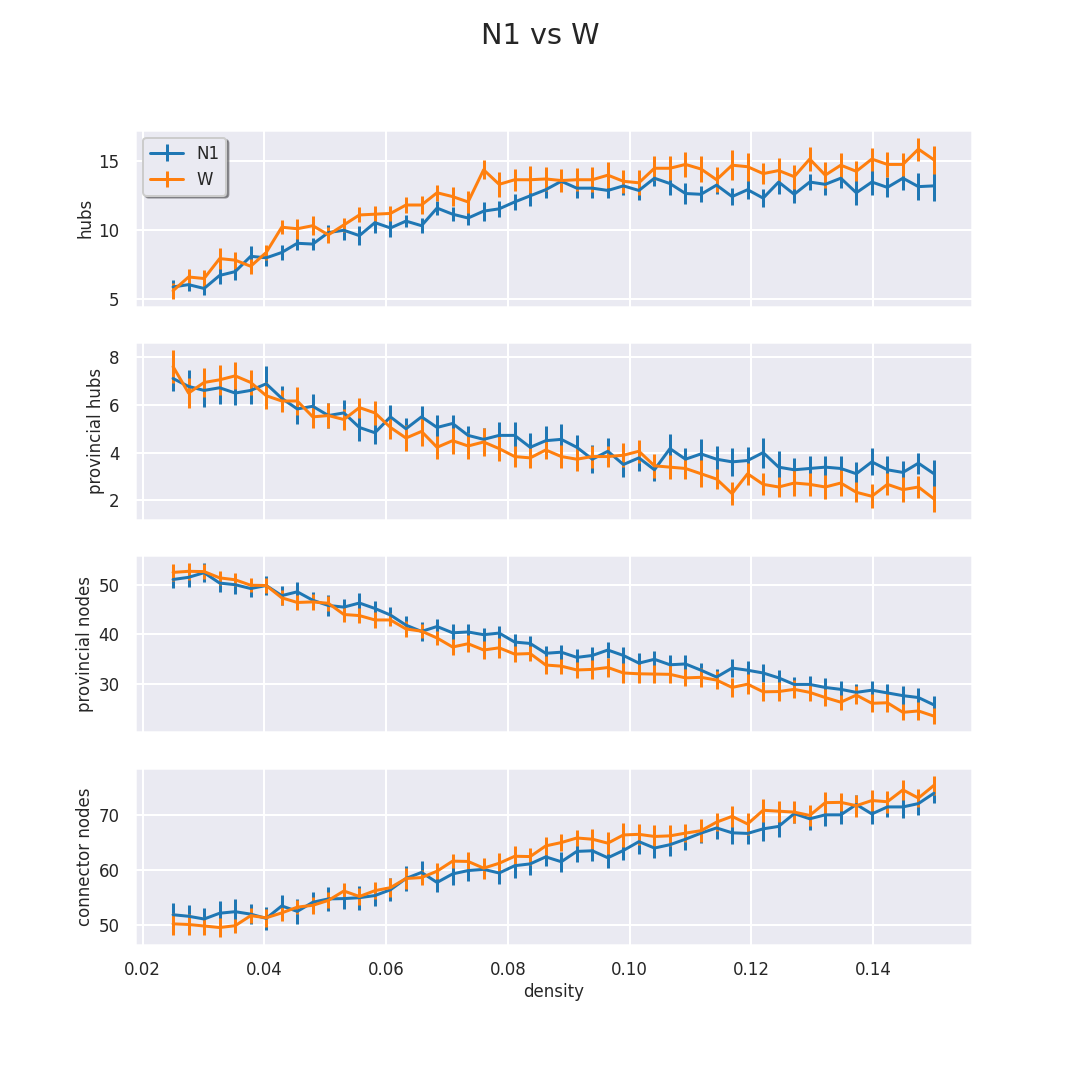 N1 vs W
N1
W
15
10
5
hubs
8
6
4
2
provincial hubs
50
40
30
provincial nodes
70
60
50
connector nodes
0.02 0.04 0.06 0.08 0.10 0.12 0.14
density